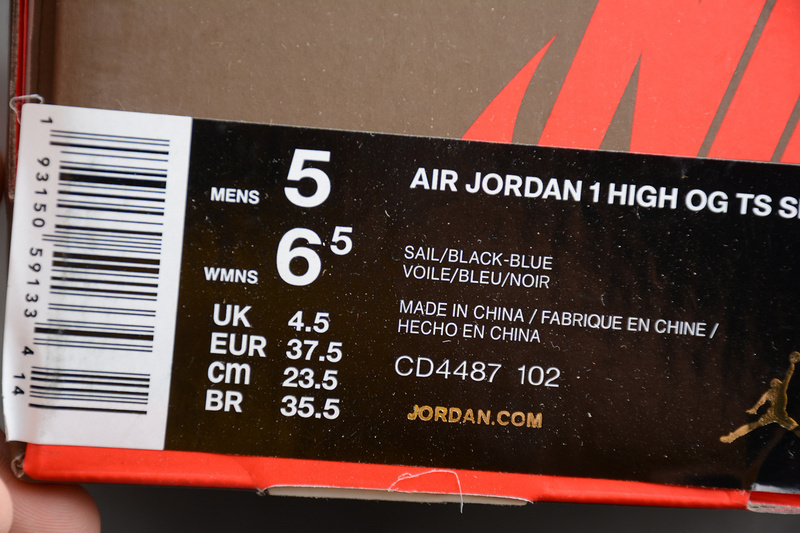 AIR JORDAN 1 HIGH OG TS
MENS 5
WMNS 6.5
UK 4.5
EUR 37.5
cm 23.5
BR 35.5
SAIL/BLACK-BLUE
VOILE/BLEU/NOIR
MADE IN CHINA / FABRIQUE EN CHINE /
HECHO EN CHINA
CD4487 102
JORDAN.COM
1 93150 59133 4 14